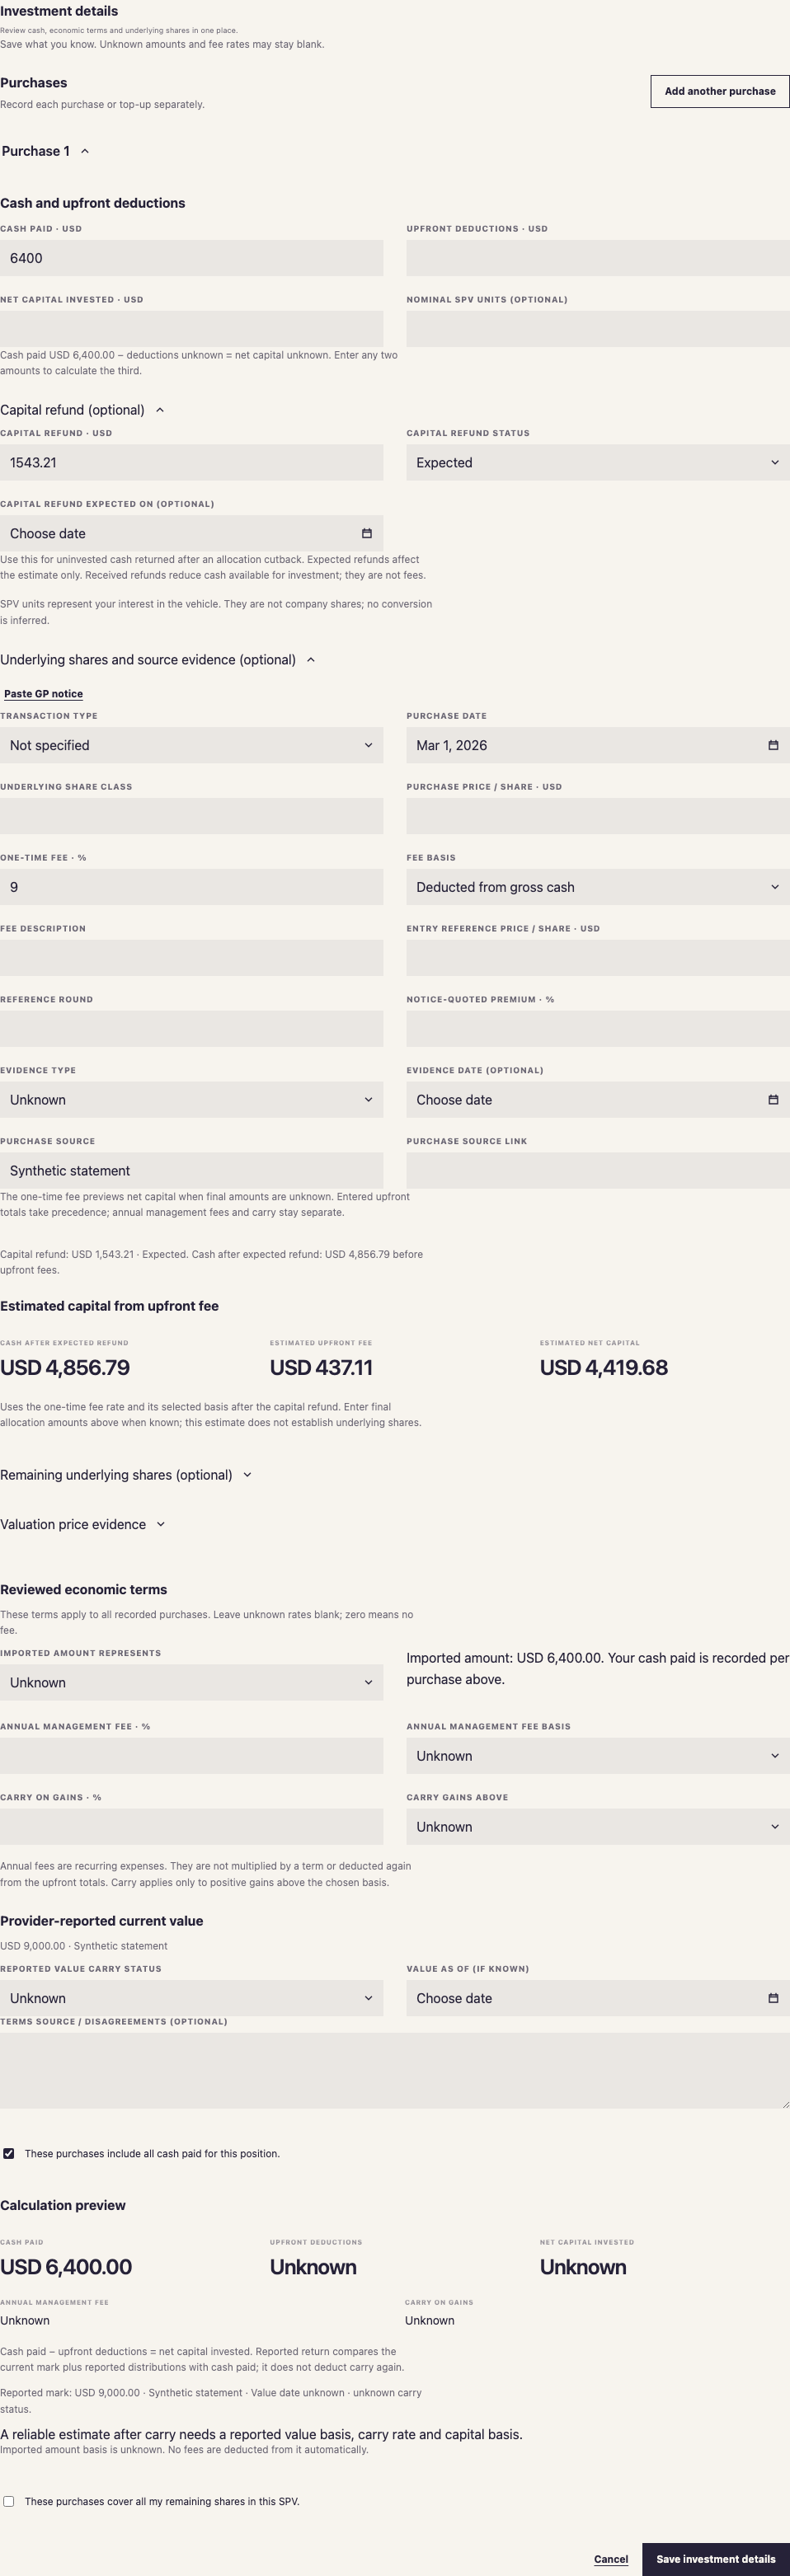 Investment details
Review cash, economic terms and underlying shares in one place.
Save what you know. Unknown amounts and fee rates may stay blank.
Purchases
Record each purchase or top-up separately.
Add another purchase
Purchase 1
Cash and upfront deductions
CASH PAID · USD
UPFRONT DEDUCTIONS · USD
6400
NET CAPITAL INVESTED · USD
NOMINAL SPV UNITS (OPTIONAL)
Cash paid USD 6,400.00 − deductions unknown = net capital unknown. Enter any two
amounts to calculate the third.
Capital refund (optional)
CAPITAL REFUND · USD
CAPITAL REFUND STATUS
1543.21
Expected
CAPITAL REFUND EXPECTED ON (OPTIONAL)
Choose date
Use this for uninvested cash returned after an allocation cutback. Expected refunds affect
the estimate only. Received refunds reduce cash available for investment; they are not fees.
SPV units represent your interest in the vehicle. They are not company shares; no conversion
is inferred.
Underlying shares and source evidence (optional)
Paste GP notice
TRANSACTION TYPE
PURCHASE DATE
Not specified
Mar 1, 2026
UNDERLYING SHARE CLASS
PURCHASE PRICE / SHARE · USD
ONE-TIME FEE · %
FEE BASIS
9
Deducted from gross cash
FEE DESCRIPTION
ENTRY REFERENCE PRICE / SHARE · USD
REFERENCE ROUND
NOTICE-QUOTED PREMIUM · %
EVIDENCE TYPE
EVIDENCE DATE (OPTIONAL)
Unknown
Choose date
PURCHASE SOURCE
PURCHASE SOURCE LINK
Synthetic statement
The one-time fee previews net capital when final amounts are unknown. Entered upfront
totals take precedence; annual management fees and carry stay separate.
Capital refund: USD 1,543.21 · Expected. Cash after expected refund: USD 4,856.79 before
upfront fees.
Estimated capital from upfront fee
CASH AFTER EXPECTED REFUND
ESTIMATED UPFRONT FEE
ESTIMATED NET CAPITAL
USD 4,856.79
USD 437.11
USD 4,419.68
Uses the one-time fee rate and its selected basis after the capital refund. Enter final
allocation amounts above when known; this estimate does not establish underlying shares.
Remaining underlying shares (optional)
Valuation price evidence
Reviewed economic terms
These terms apply to all recorded purchases. Leave unknown rates blank; zero means no
fee.
IMPORTED AMOUNT REPRESENTS
Unknown
Imported amount: USD 6,400.00. Your cash paid is recorded per
purchase above.
ANNUAL MANAGEMENT FEE · %
ANNUAL MANAGEMENT FEE BASIS
Unknown
CARRY ON GAINS · %
CARRY GAINS ABOVE
Unknown
Annual fees are recurring expenses. They are not multiplied by a term or deducted again
from the upfront totals. Carry applies only to positive gains above the chosen basis.
Provider-reported current value
USD 9,000.00 · Synthetic statement
REPORTED VALUE CARRY STATUS
VALUE AS OF (IF KNOWN)
Unknown
Choose date
TERMS SOURCE / DISAGREEMENTS (OPTIONAL)
These purchases include all cash paid for this position.
Calculation preview
CASH PAID
UPFRONT DEDUCTIONS
NET CAPITAL INVESTED
USD 6,400.00
Unknown
Unknown
ANNUAL MANAGEMENT FEE
CARRY ON GAINS
Unknown
Unknown
Cash paid − upfront deductions = net capital invested. Reported return compares the
current mark plus reported distributions with cash paid; it does not deduct carry again.
Reported mark: USD 9,000.00 · Synthetic statement · Value date unknown · unknown carry
status.
A reliable estimate after carry needs a reported value basis, carry rate and capital basis.
Imported amount basis is unknown. No fees are deducted from it automatically.
These purchases cover all my remaining shares in this SPV.
Cancel
Save investment details